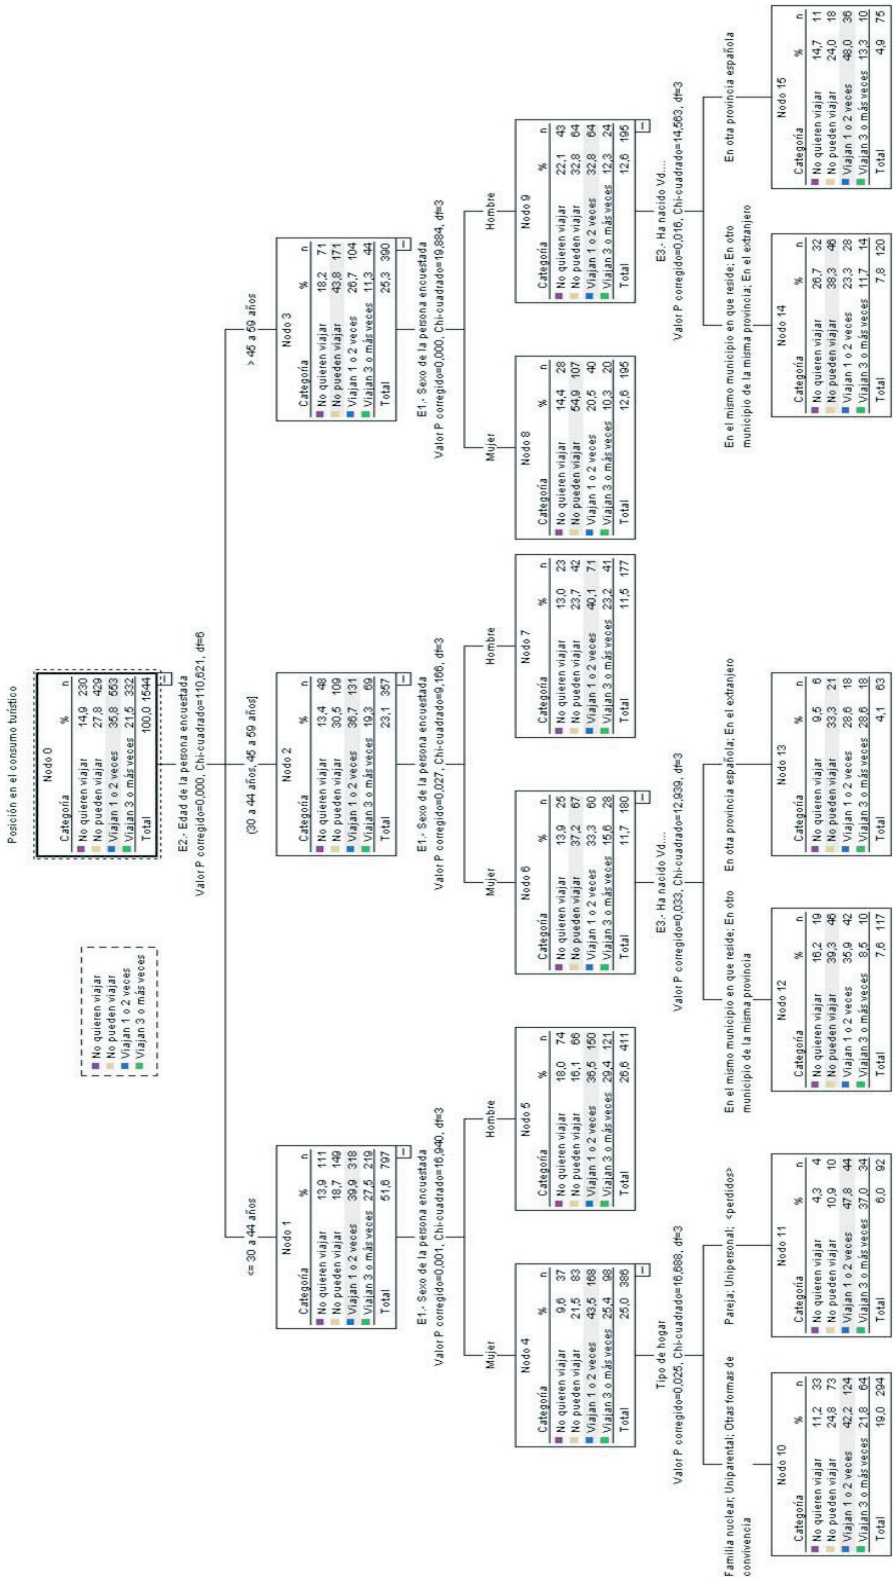 Posición en el consumo turístico
No quieren viajar
No pueden viajar
Viajan 1 o 2 veces
Viajan 3 o más veces
Nodo 0
Categoría % n
No quieren viajar 14,9 230
No pueden viajar 27,8 429
Viajan 1 o 2 veces 35,8 553
Viajan 3 o más veces 21,5 332
Total 100,0 1544
E2.- Edad de la persona encuestada
Valor P corregido=0,000, Chi-cuadrado=110,621, df=6
<= 30 a 44 años
(30 a 44 años, 45 a 59 años]
> 45 a 59 años
Nodo 1
Categoría % n
No quieren viajar 13,9 111
No pueden viajar 18,7 149
Viajan 1 o 2 veces 39,9 318
Viajan 3 o más veces 27,5 219
Total 51,6 797
E1.- Sexo de la persona encuestada
Valor P corregido=0,001, Chi-cuadrado=16,940, df=3
Nodo 2
Categoría % n
No quieren viajar 13,4 48
No pueden viajar 30,5 109
Viajan 1 o 2 veces 36,7 131
Viajan 3 o más veces 19,3 69
Total 23,1 357
E1.- Sexo de la persona encuestada
Valor P corregido=0,027, Chi-cuadrado=9,166, df=3
Nodo 3
Categoría % n
No quieren viajar 18,2 71
No pueden viajar 43,8 171
Viajan 1 o 2 veces 26,7 104
Viajan 3 o más veces 11,3 44
Total 25,3 390
E1.- Sexo de la persona encuestada
Valor P corregido=0,000, Chi-cuadrado=19,884, df=3
Mujer
Hombre
Mujer
Hombre
Mujer
Hombre
Nodo 4
Categoría % n
No quieren viajar 9,6 37
No pueden viajar 21,5 83
Viajan 1 o 2 veces 43,5 168
Viajan 3 o más veces 25,4 98
Total 25,0 386
Tipo de hogar
Valor P corregido=0,025, Chi-cuadrado=16,688, df=3
Nodo 5
Categoría % n
No quieren viajar 18,0 74
No pueden viajar 16,1 66
Viajan 1 o 2 veces 36,5 150
Viajan 3 o más veces 29,4 121
Total 26,6 411
Nodo 6
Categoría % n
No quieren viajar 13,9 25
No pueden viajar 37,2 67
Viajan 1 o 2 veces 33,3 60
Viajan 3 o más veces 15,6 28
Total 11,7 180
E3.- Ha nacido Vd....
Valor P corregido=0,033, Chi-cuadrado=12,939, df=3
Nodo 7
Categoría % n
No quieren viajar 13,0 23
No pueden viajar 23,7 42
Viajan 1 o 2 veces 40,1 71
Viajan 3 o más veces 23,2 41
Total 11,5 177
Nodo 8
Categoría % n
No quieren viajar 14,4 28
No pueden viajar 54,9 107
Viajan 1 o 2 veces 20,5 40
Viajan 3 o más veces 10,3 20
Total 12,6 195
Nodo 9
Categoría % n
No quieren viajar 22,1 43
No pueden viajar 32,8 64
Viajan 1 o 2 veces 32,8 64
Viajan 3 o más veces 12,3 24
Total 12,6 195
E3.- Ha nacido Vd....
Valor P corregido=0,016, Chi-cuadrado=14,563, df=3
Familia nuclear; Uniparental; Otras formas de
convivencia
Pareja; Unipersonal; <perdidos>
En el mismo municipio en que reside; En otro
municipio de la misma provincia
En otra provincia española; En el extranjero
En el mismo municipio en que reside; En otro
municipio de la misma provincia; En el extranjero
En otra provincia española
Nodo 10
Categoría % n
No quieren viajar 11,2 33
No pueden viajar 24,8 73
Viajan 1 o 2 veces 42,2 124
Viajan 3 o más veces 21,8 64
Total 19,0 294
Nodo 11
Categoría % n
No quieren viajar 4,3 4
No pueden viajar 10,9 10
Viajan 1 o 2 veces 47,8 44
Viajan 3 o más veces 37,0 34
Total 6,0 92
Nodo 12
Categoría % n
No quieren viajar 16,2 19
No pueden viajar 39,3 46
Viajan 1 o 2 veces 35,9 42
Viajan 3 o más veces 8,5 10
Total 7,6 117
Nodo 13
Categoría % n
No quieren viajar 9,5 6
No pueden viajar 33,3 21
Viajan 1 o 2 veces 28,6 18
Viajan 3 o más veces 28,6 18
Total 4,1 63
Nodo 14
Categoría % n
No quieren viajar 26,7 32
No pueden viajar 38,3 46
Viajan 1 o 2 veces 23,3 28
Viajan 3 o más veces 11,7 14
Total 7,8 120
Nodo 15
Categoría % n
No quieren viajar 14,7 11
No pueden viajar 24,0 18
Viajan 1 o 2 veces 48,0 36
Viajan 3 o más veces 13,3 10
Total 4,9 75